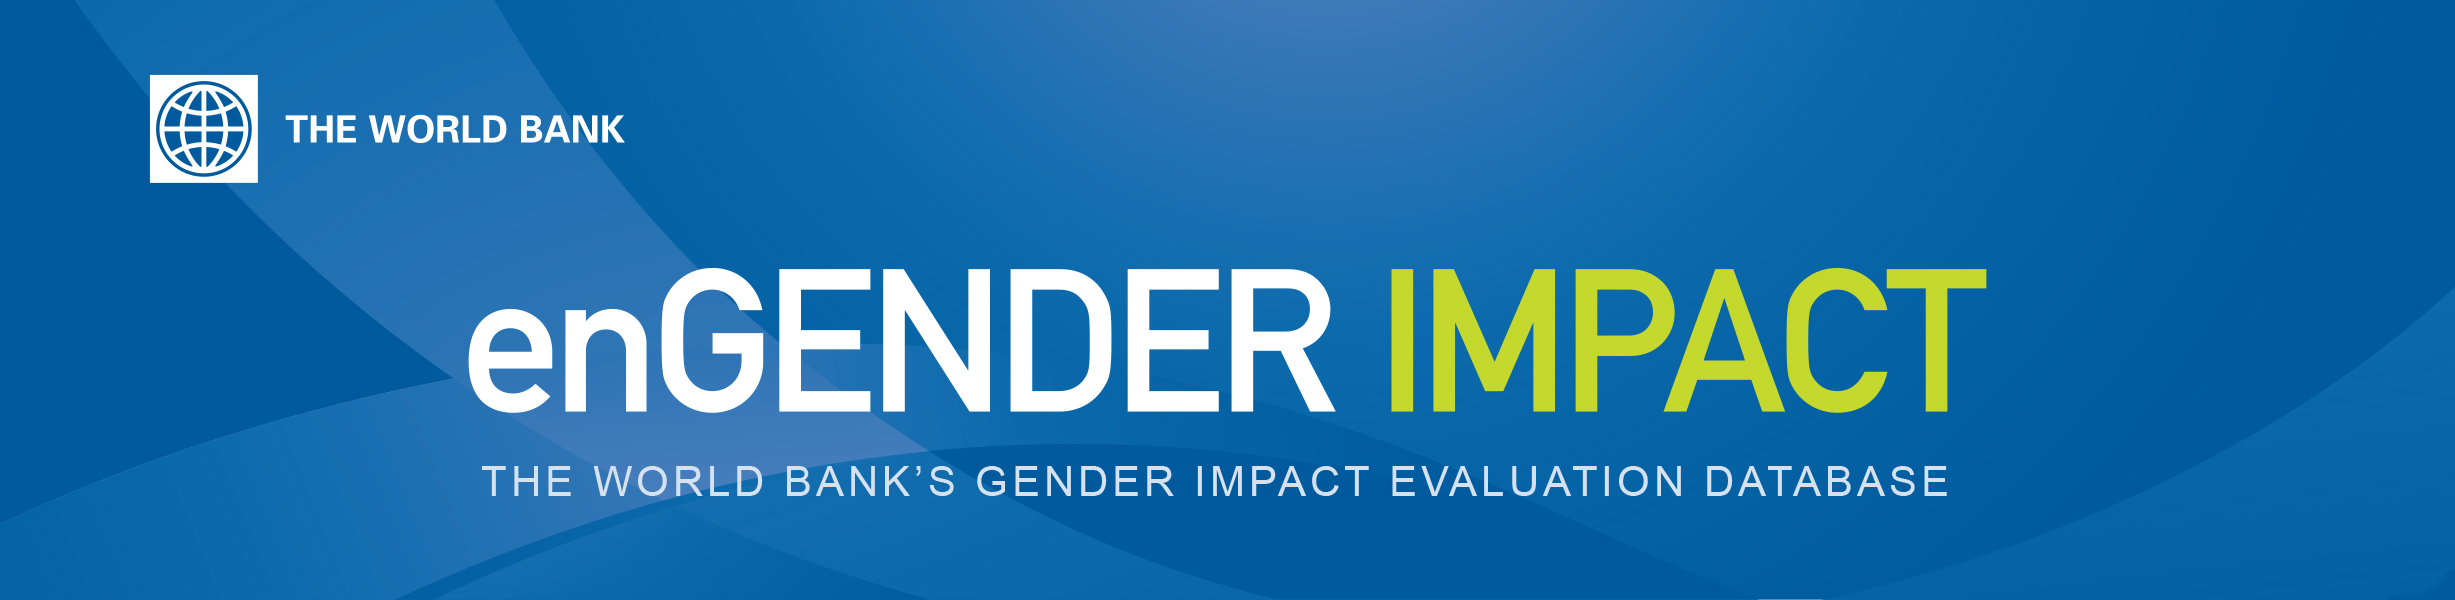 THE WORLD BANK
enGENDER IMPACT
THE WORLD BANK’S GENDER IMPACT EVALUATION DATABASE